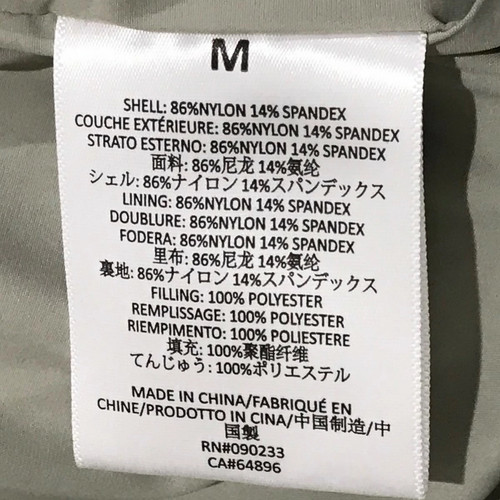 M
SHELL: 86%NYLON 14% SPANDEX
COUCHE EXTÉRIEURE: 86%NYLON 14% SPANDEX
STRATO ESTERNO: 86%NYLON 14% SPANDEX
面料: 86%尼龙 14%氨纶
シェル: 86%ナイロン 14%スパンデックス
LINING: 86%NYLON 14% SPANDEX
DOUBLURE: 86%NYLON 14% SPANDEX
FODERA: 86%NYLON 14% SPANDEX
里布: 86%尼龙 14%氨纶
裏地: 86%ナイロン 14%スパンデックス
FILLING: 100% POLYESTER
REMPLISSAGE: 100% POLYESTER
RIEMPIMENTO: 100% POLIESTERE
填充: 100%聚酯纤维
てんじゅう: 100%ポリエステル
MADE IN CHINA/FABRIQUÉ EN
CHINE/PRODOTTO IN CINA/中国制造/中
国製
RN#090233
CA#64896